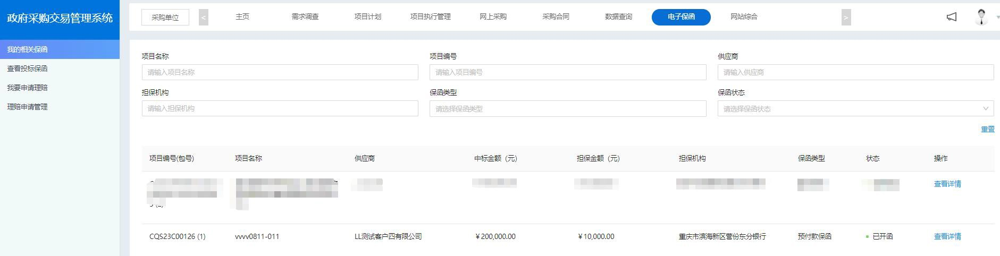 政府采购交易管理系统
采购单位 < 主页 需求调查 项目计划 项目执行管理 网上采购 采购合同 数据查询 电子保函 网站综合 >
我的相关保函
查看投标保函
我要申请理赔
理赔申请管理
项目名称 项目编号 供应商
请输入项目名称 请输入项目编号 请输入供应商
担保机构 保函类型 保函状态
请输入担保机构 请选择保函类型 请选择保函状态
重置
项目编号(包号) 项目名称 供应商 中标金额（元） 担保金额（元） 担保机构 保函类型 状态 操作
查看详情
CQS23C00126 (1) vvvv0811-011 LL测试客户四有限公司 ￥200,000.00 ￥10,000.00 重庆市滨海新区营份东分银行 预付款保函 已开函 查看详情